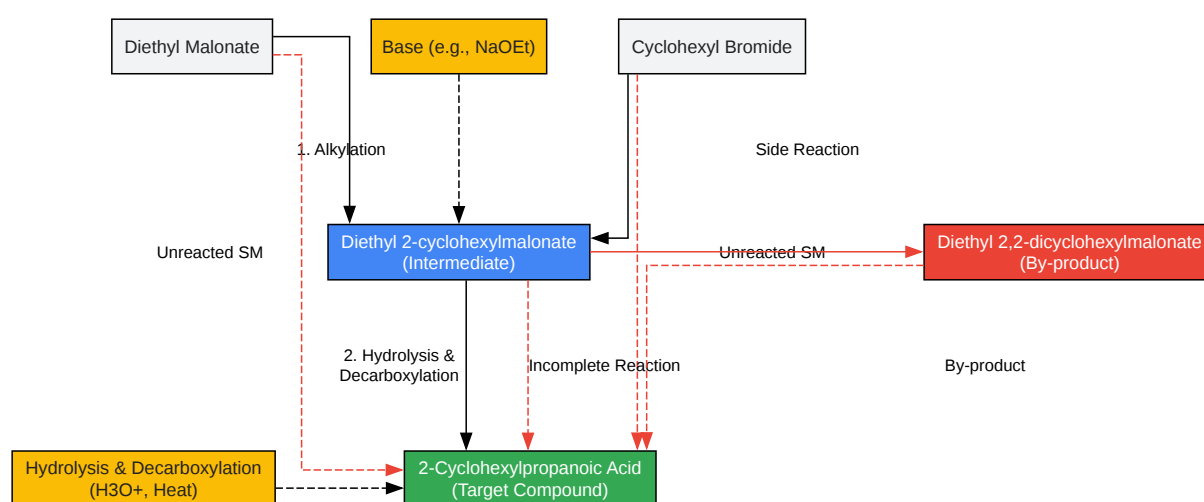 Diethyl Malonate
Base (e.g., NaOEt)
Cyclohexyl Bromide
1. Alkylation
Side Reaction
Unreacted SM
Diethyl 2-cyclohexylmalonate
(Intermediate)
Unreacted SM
Diethyl 2,2-dicyclohexylmalonate
(By-product)
2. Hydrolysis &
Decarboxylation
Incomplete Reaction
By-product
Hydrolysis & Decarboxylation
(H3O+, Heat)
2-Cyclohexylpropanoic Acid
(Target Compound)